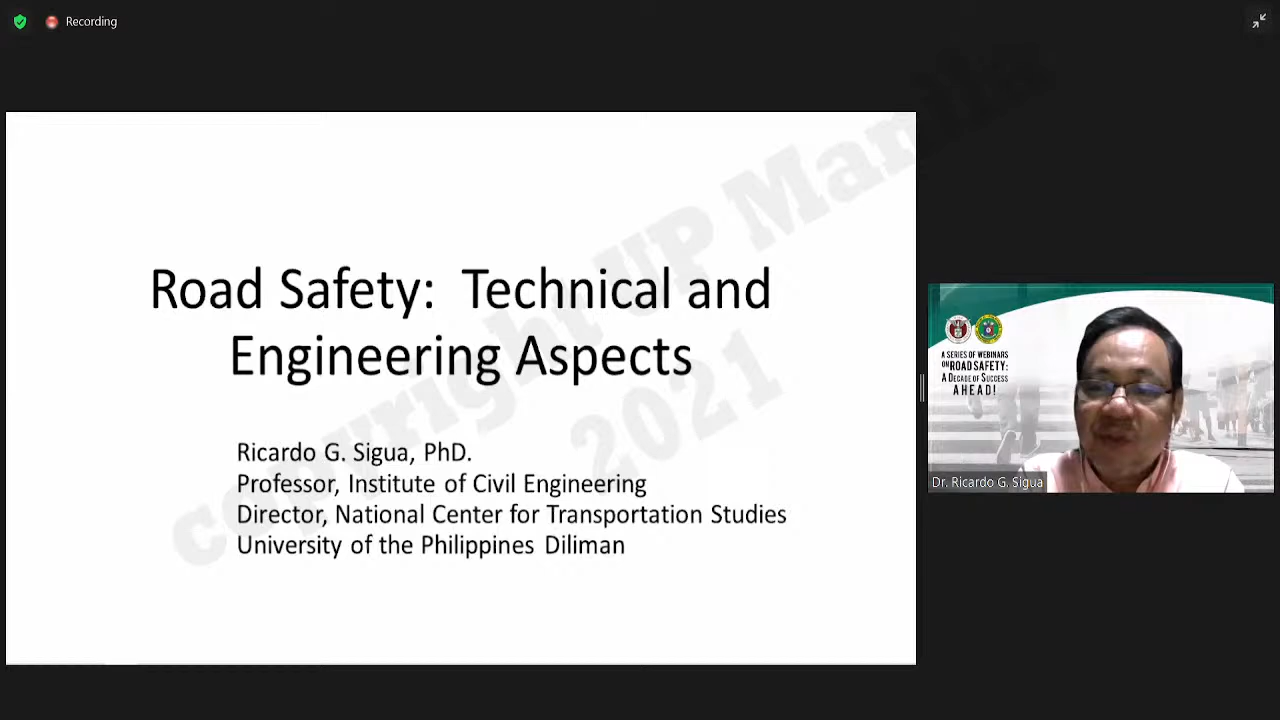 Recording
Road Safety: Technical and
Engineering Aspects
Ricardo G. Sigua, PhD.
Professor, Institute of Civil Engineering
Director, National Center for Transportation Studies
University of the Philippines Diliman
copyright UP Manila
2021
A SERIES OF WEBINARS
ON ROAD SAFETY:
A DECADE OF SUCCESS
AHEAD!
Dr. Ricardo G. Sigua